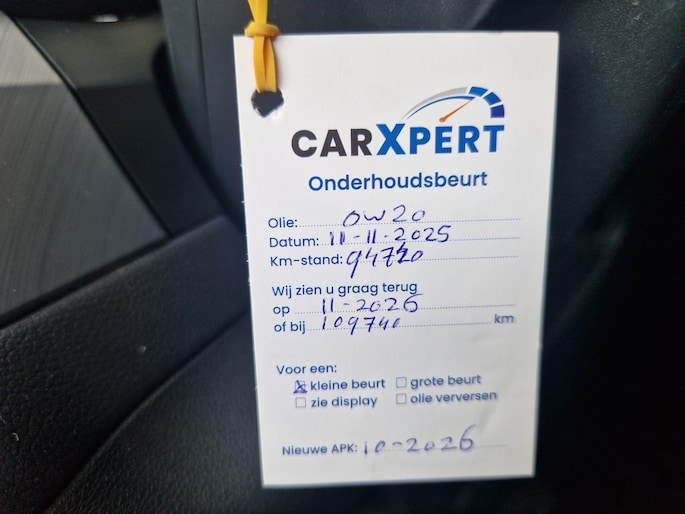 CARXPERT
Onderhoudsbeurt
Olie: 0W20
Datum: 11-11-2025
Km-stand:
Wij zien u graag terug
op 11-2026
of bij 109740 km
Voor een:
☒ kleine beurt ☐ grote beurt
☐ zie display ☐ olie verversen
Nieuwe APK: 10-2026